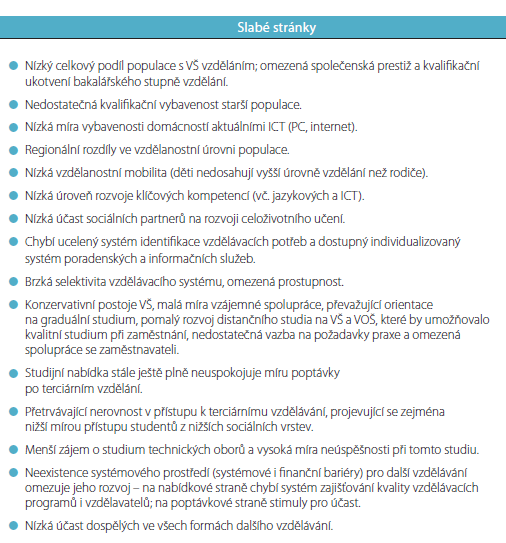 Slabé stránky
Nízký celkový podíl populace s VŠ vzděláním; omezená společenská prestiž a kvalifikační
ukotvení bakalářského stupně vzdělání.
Nedostatečná kvalifikační vybavenost starší populace.
Nízká míra vybavenosti domácností aktuálními ICT (PC, internet).
Regionální rozdíly ve vzdělanostní úrovni populace.
Nízká vzdělanostní mobilita (děti nedosahují vyšší úrovně vzdělání než rodiče).
Nízká úroveň rozvoje klíčových kompetencí (vč. jazykových a ICT).
Nízká účast sociálních partnerů na rozvoji celoživotního učení.
Chybí ucelený systém identifikace vzdělávacích potřeb a dostupný individualizovaný
systém poradenských a informačních služeb.
Brzká selektivita vzdělávacího systému, omezená prostupnost.
Konzervativní postoje VŠ, malá míra vzájemné spolupráce, převažující orientace
na graduální studium, pomalý rozvoj distančního studia na VŠ a VOŠ, které by umožňovalo
kvalitní studium při zaměstnání, nedostatečná vazba na požadavky praxe a omezená
spolupráce se zaměstnavateli.
Studijní nabídka stále ještě plně neuspokojuje míru poptávky
po terciárním vzdělání.
Přetrvávající nerovnost v přístupu k terciárnímu vzdělávání, projevující se zejména
nižší mírou přístupu studentů z nižších sociálních vrstev.
Menší zájem o studium technických oborů a vysoká míra neúspěšnosti při tomto studiu.
Neexistence systémového prostředí (systémové i finanční bariéry) pro další vzdělávání
omezuje jeho rozvoj – na nabídkové straně chybí systém zajišťování kvality vzdělávacích
programů i vzdělavatelů; na poptávkové straně stimuly pro účast.
Nízká účast dospělých ve všech formách dalšího vzdělávání.